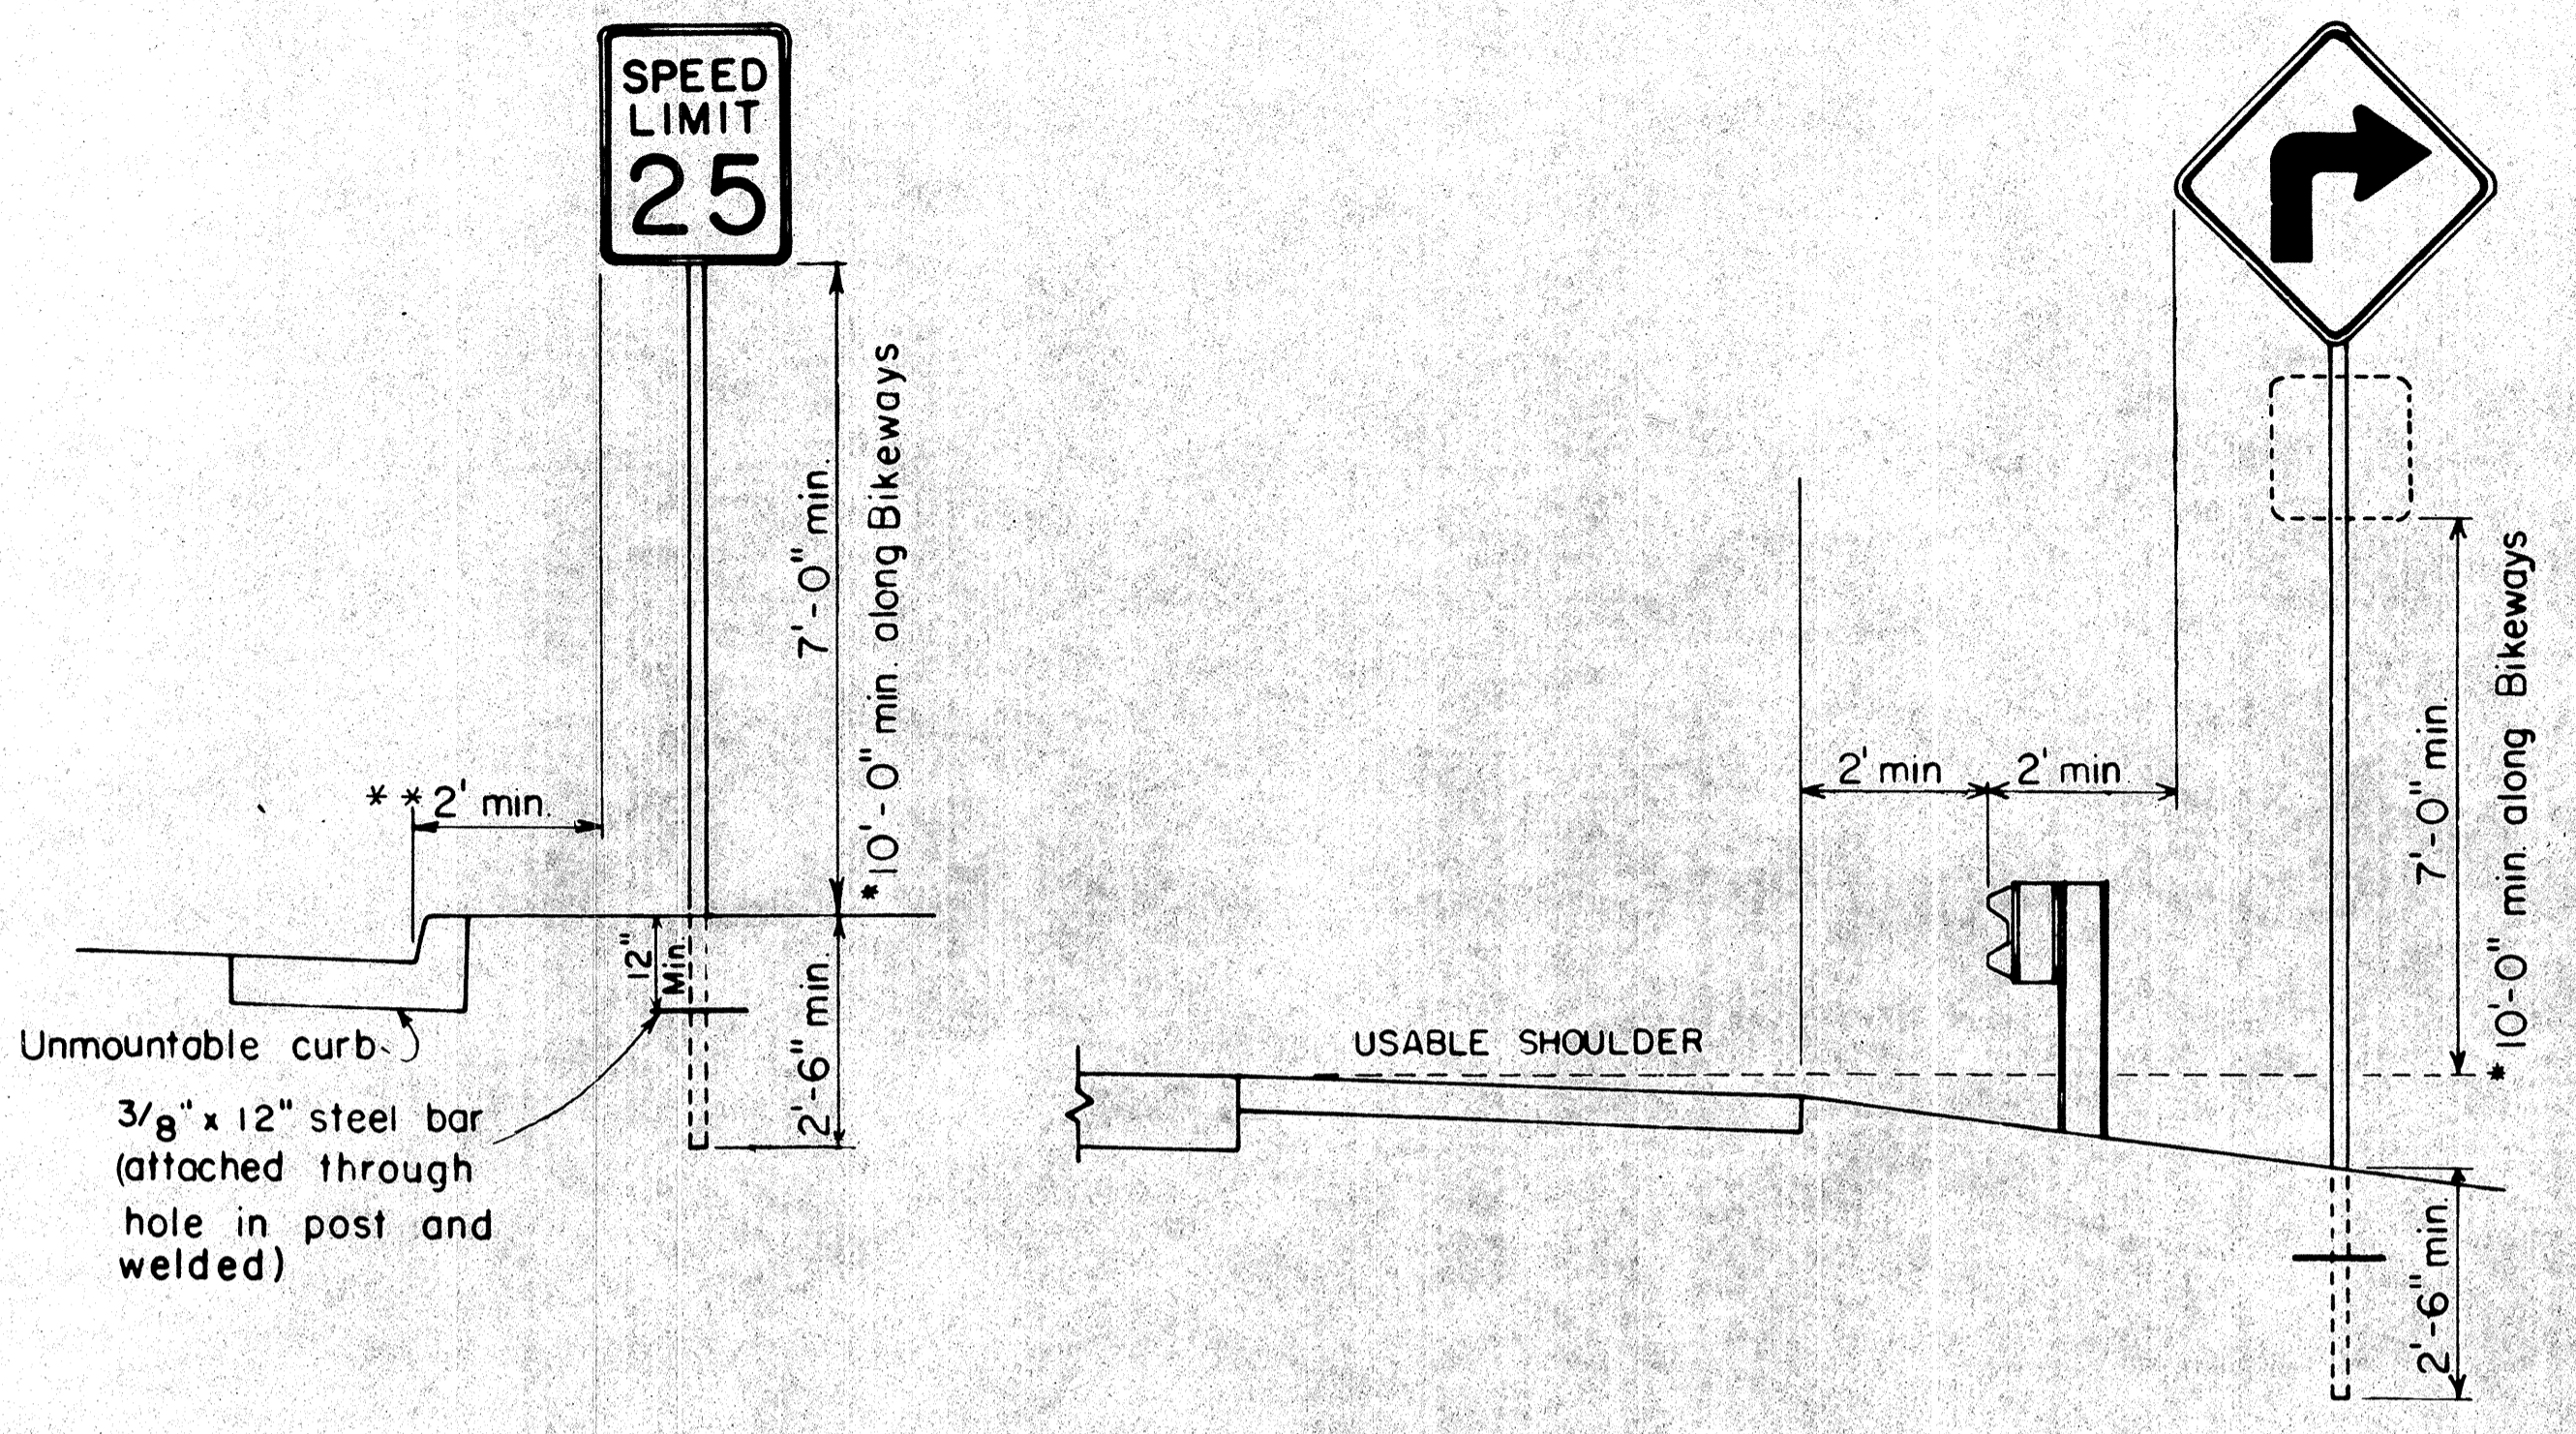 SPEED
LIMIT
25
7'-0" min.
*10'-0" min. along Bikeways
* * 2' min.
12"
Min.
2'-6" min.
Unmountable curb
3/8" x 12" steel bar
(attached through
hole in post and
welded)
USABLE SHOULDER
2' min
2' min.
7'-0" min.
* 10'-0" min. along Bikeways
2'-6" min.